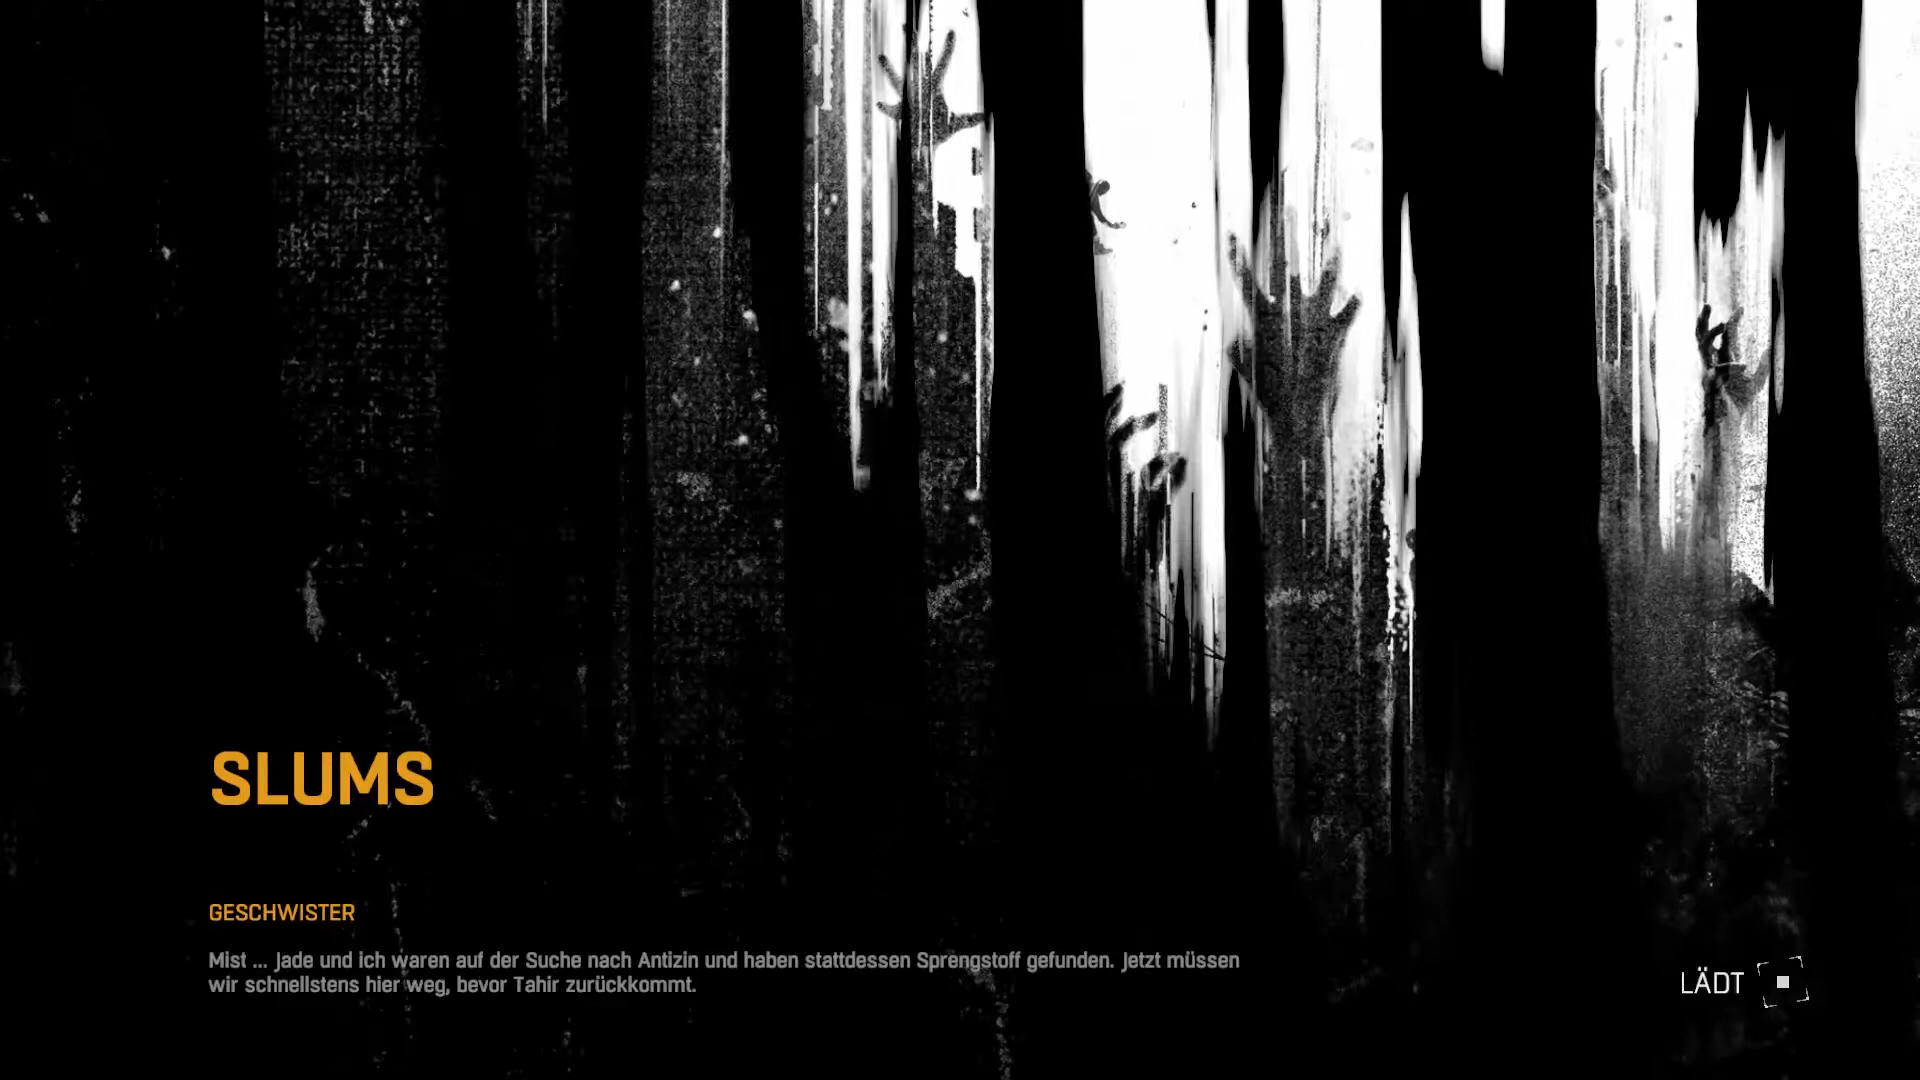 SLUMS
GESCHWISTER
Mist ... Jade und ich waren auf der Suche nach Antizin und haben stattdessen Sprengstoff gefunden. Jetzt müssen
wir schnellstens hier weg, bevor Tahir zurückkommt.
LÄDT